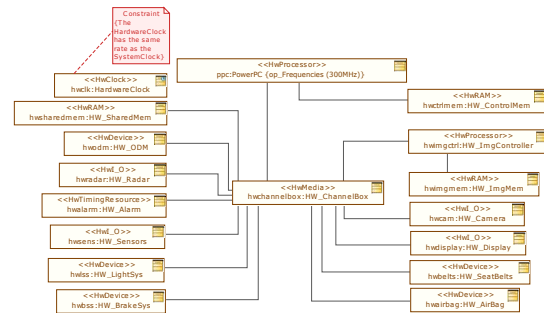 Constraint
{The
HardwareClock
has the same
rate as the
SystemClock}
<<HwClock>>
hwclk:HardwareClock
<<HwProcessor>>
ppc:PowerPC {op_Frequencies (300MHz)}
<<HwRAM>>
hwsharedmem:HW_SharedMem
<<HwRAM>>
hwctrlmem:HW_ControlMem
<<HwDevice>>
hwodm:HW_ODM
<<HwProcessor>>
hwimgctrl:HW_ImgController
<<HwI_O>>
hwradar:HW_Radar
<<HwRAM>>
hwimgmem:HW_ImgMem
<<HwMedia>>
hwchannelbox:HW_ChannelBox
<<HwTimingResource>>
hwalarm:HW_Alarm
<<HwI_O>>
hwcam:HW_Camera
<<HwI_O>>
hwsens:HW_Sensors
<<HwI_O>>
hwdisplay:HW_Display
<<HwDevice>>
hwlss:HW_LightSys
<<HwDevice>>
hwbelts:HW_SeatBelts
<<HwDevice>>
hwbss:HW_BrakeSys
<<HwDevice>>
hwairbag:HW_AirBag